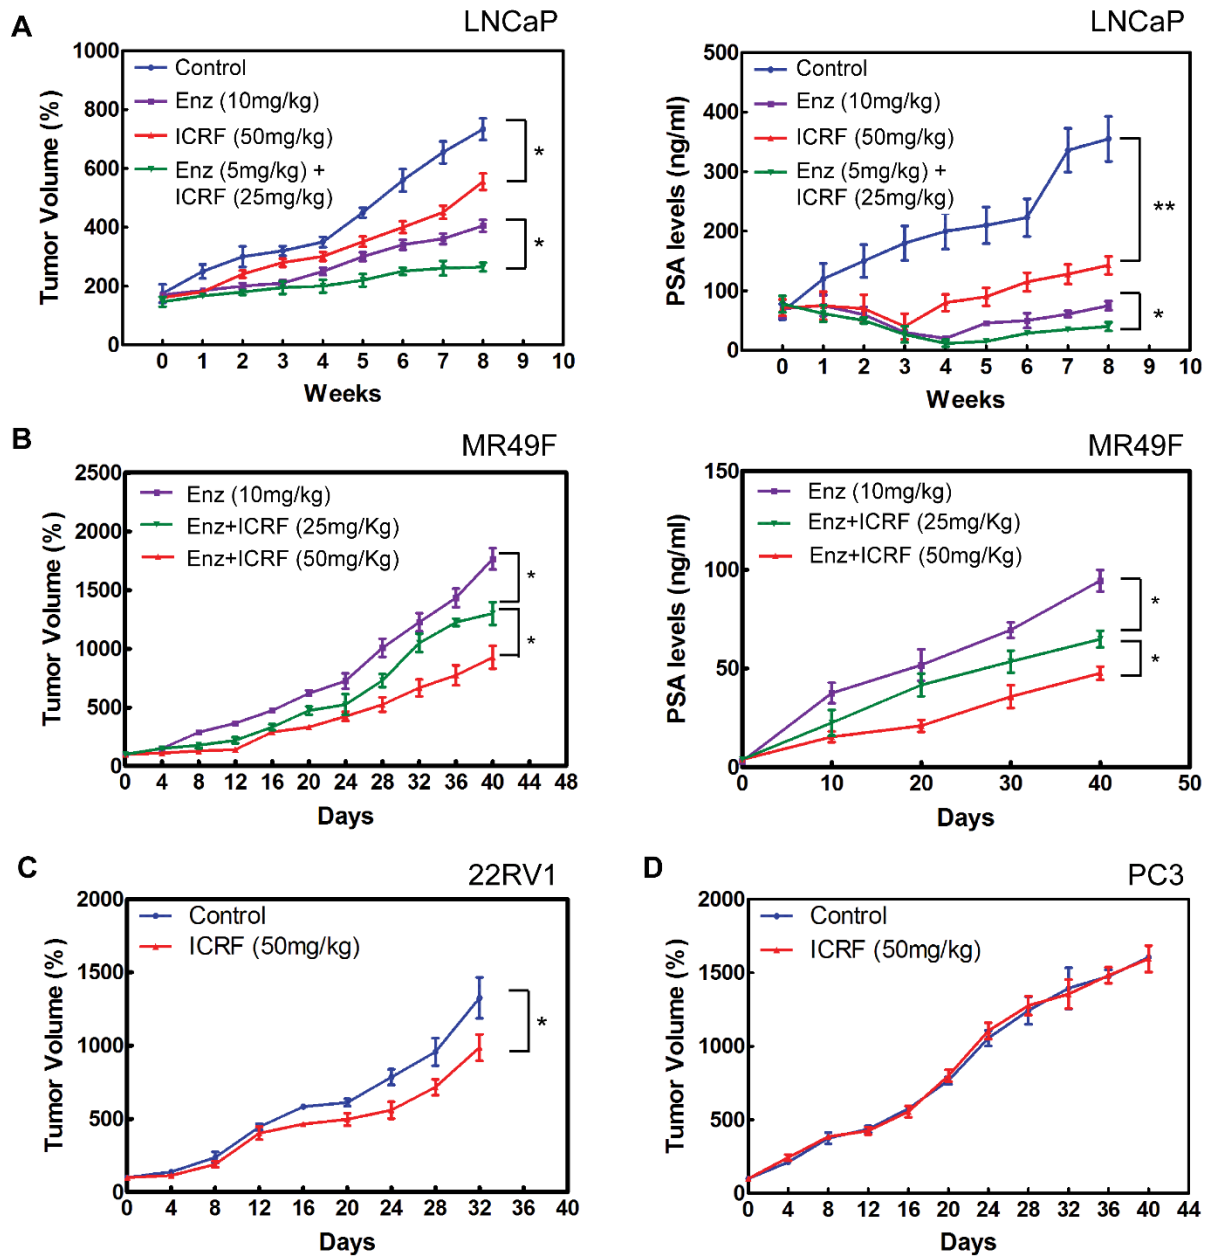 A
LNCaP
1000
800
600
400
200
0
Tumor Volume (%)
Control
Enz (10mg/kg)
ICRF (50mg/kg)
Enz (5mg/kg) +
ICRF (25mg/kg)
*
*
0 1 2 3 4 5 6 7 8 9 10
Weeks
LNCaP
500
400
300
200
100
0
PSA levels (ng/ml)
Control
Enz (10mg/kg)
ICRF (50mg/kg)
Enz (5mg/kg) +
ICRF (25mg/kg)
**
*
0 1 2 3 4 5 6 7 8 9 10
Weeks
B
MR49F
2500
2000
1500
1000
500
0
Tumor Volume (%)
Enz (10mg/kg)
Enz+ICRF (25mg/Kg)
Enz+ICRF (50mg/Kg)
*
*
0 4 8 12 16 20 24 28 32 36 40 44 48
Days
MR49F
150
100
50
0
PSA levels (ng/ml)
Enz (10mg/kg)
Enz+ICRF (25mg/Kg)
Enz+ICRF (50mg/Kg)
*
*
0 10 20 30 40 50
Days
C
22RV1
2000
1500
1000
500
0
Tumor Volume (%)
Control
ICRF (50mg/kg)
*
0 4 8 12 16 20 24 28 32 36 40
Days
D
PC3
2000
1500
1000
500
0
Tumor Volume (%)
Control
ICRF (50mg/kg)
0 4 8 12 16 20 24 28 32 36 40 44
Days